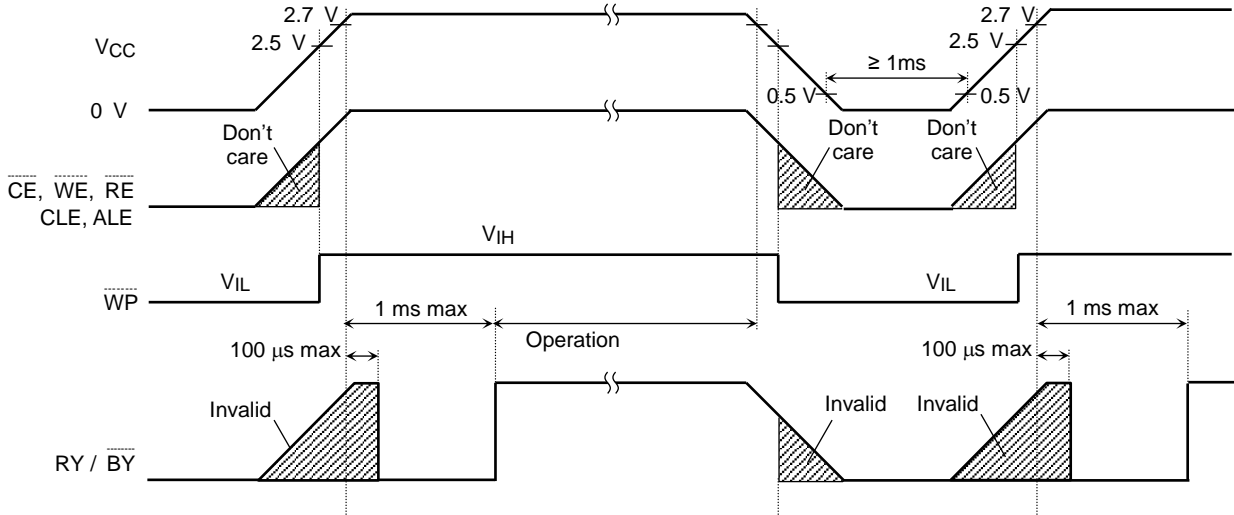 2.7 V
2.7 V
2.5 V
2.5 V
VCC
≥ 1ms
0.5 V
0.5 V
0 V
Don't
care
Don't
care
Don't
care
CE, WE, RE
CLE, ALE
VIH
VIL
VIL
WP
1 ms max
1 ms max
Operation
100 μs max
100 μs max
Invalid
Invalid
Invalid
RY / BY